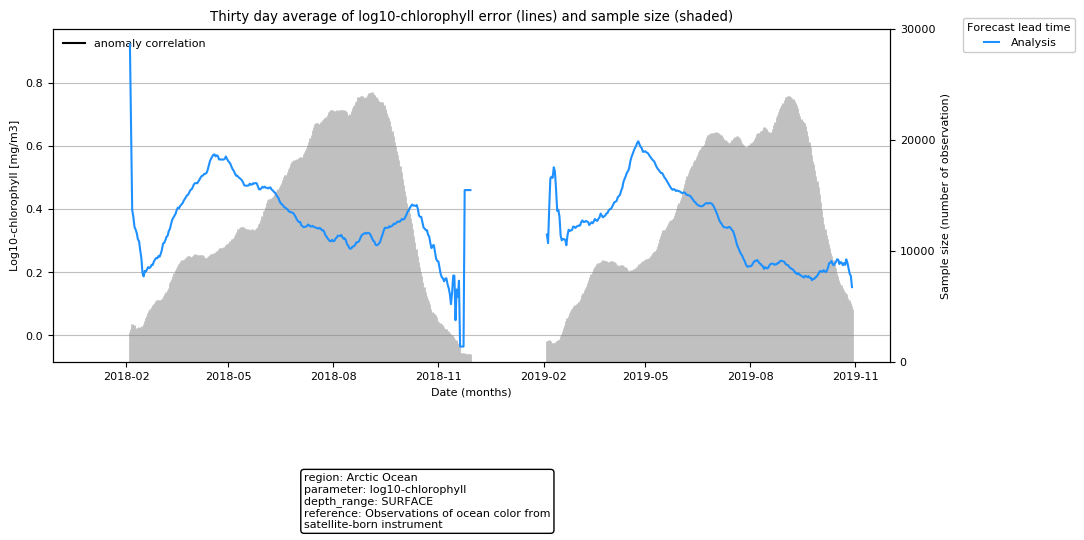 Thirty day average of log10-chlorophyll error (lines) and sample size (shaded)
anomaly correlation
Forecast lead time
Analysis
Log10-chlorophyll [mg/m3]
0.8
0.6
0.4
0.2
0.0
30000
20000
10000
0
Sample size (number of observation)
2018-02 2018-05 2018-08 2018-11 2019-02 2019-05 2019-08 2019-11
Date (months)
region: Arctic Ocean
parameter: log10-chlorophyll
depth_range: SURFACE
reference: Observations of ocean color from
satellite-born instrument